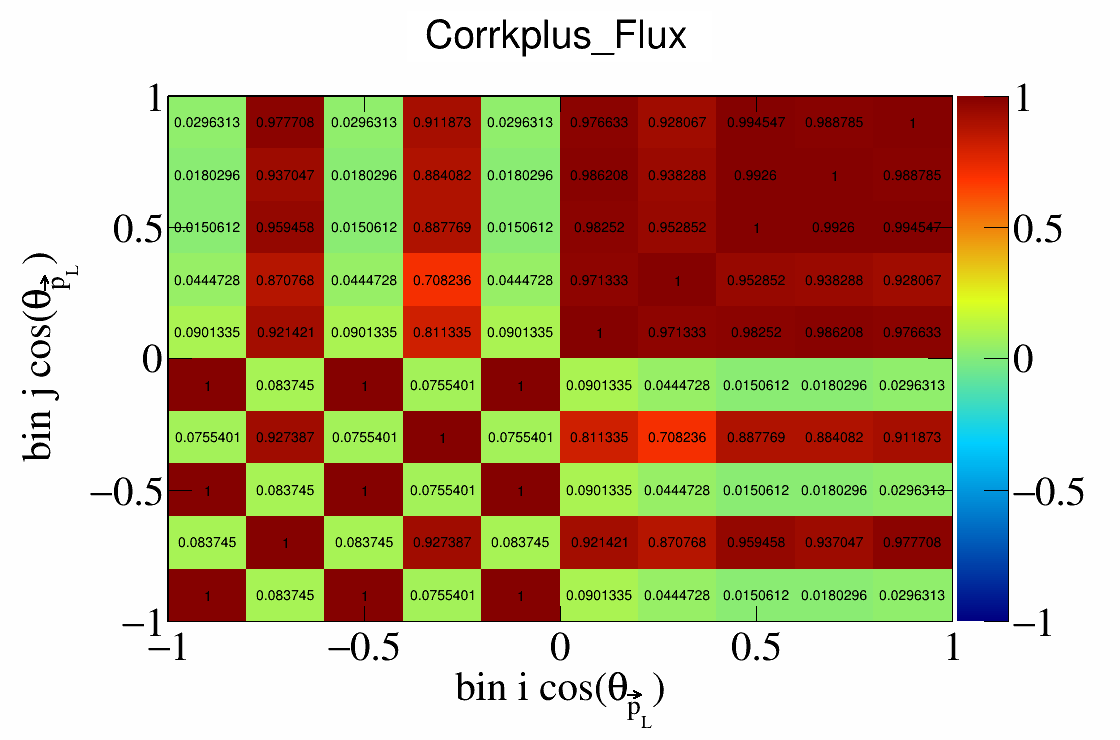 Corrkplus_Flux
1
0.0296313 0.977708 0.0296313 0.911873 0.0296313 0.976633 0.928067 0.994547 0.988785 1
0.0180296 0.937047 0.0180296 0.884082 0.0180296 0.986208 0.938288 0.9926 1 0.988785
0.5
0.0150612 0.959458 0.0150612 0.887769 0.0150612 0.98252 0.952852 1 0.9926 0.994547
0.0444728 0.870768 0.0444728 0.708236 0.0444728 0.971333 1 0.952852 0.938288 0.928067
0.0901335 0.921421 0.0901335 0.811335 0.0901335 1 0.971333 0.98252 0.986208 0.976633
0
1 0.083745 1 0.0755401 1 0.0901335 0.0444728 0.0150612 0.0180296 0.0296313
0.0755401 0.927387 0.0755401 1 0.0755401 0.811335 0.708236 0.887769 0.884082 0.911873
−0.5
1 0.083745 1 0.0755401 1 0.0901335 0.0444728 0.0150612 0.0180296 0.0296313
0.083745 1 0.083745 0.927387 0.083745 0.921421 0.870768 0.959458 0.937047 0.977708
1 0.083745 1 0.0755401 1 0.0901335 0.0444728 0.0150612 0.0180296 0.0296313
−1
−1 −0.5 0 0.5 1
bin i cos(θ p⃗ L)
bin j cos(θ p⃗ L)
1
0.5
0
−0.5
−1